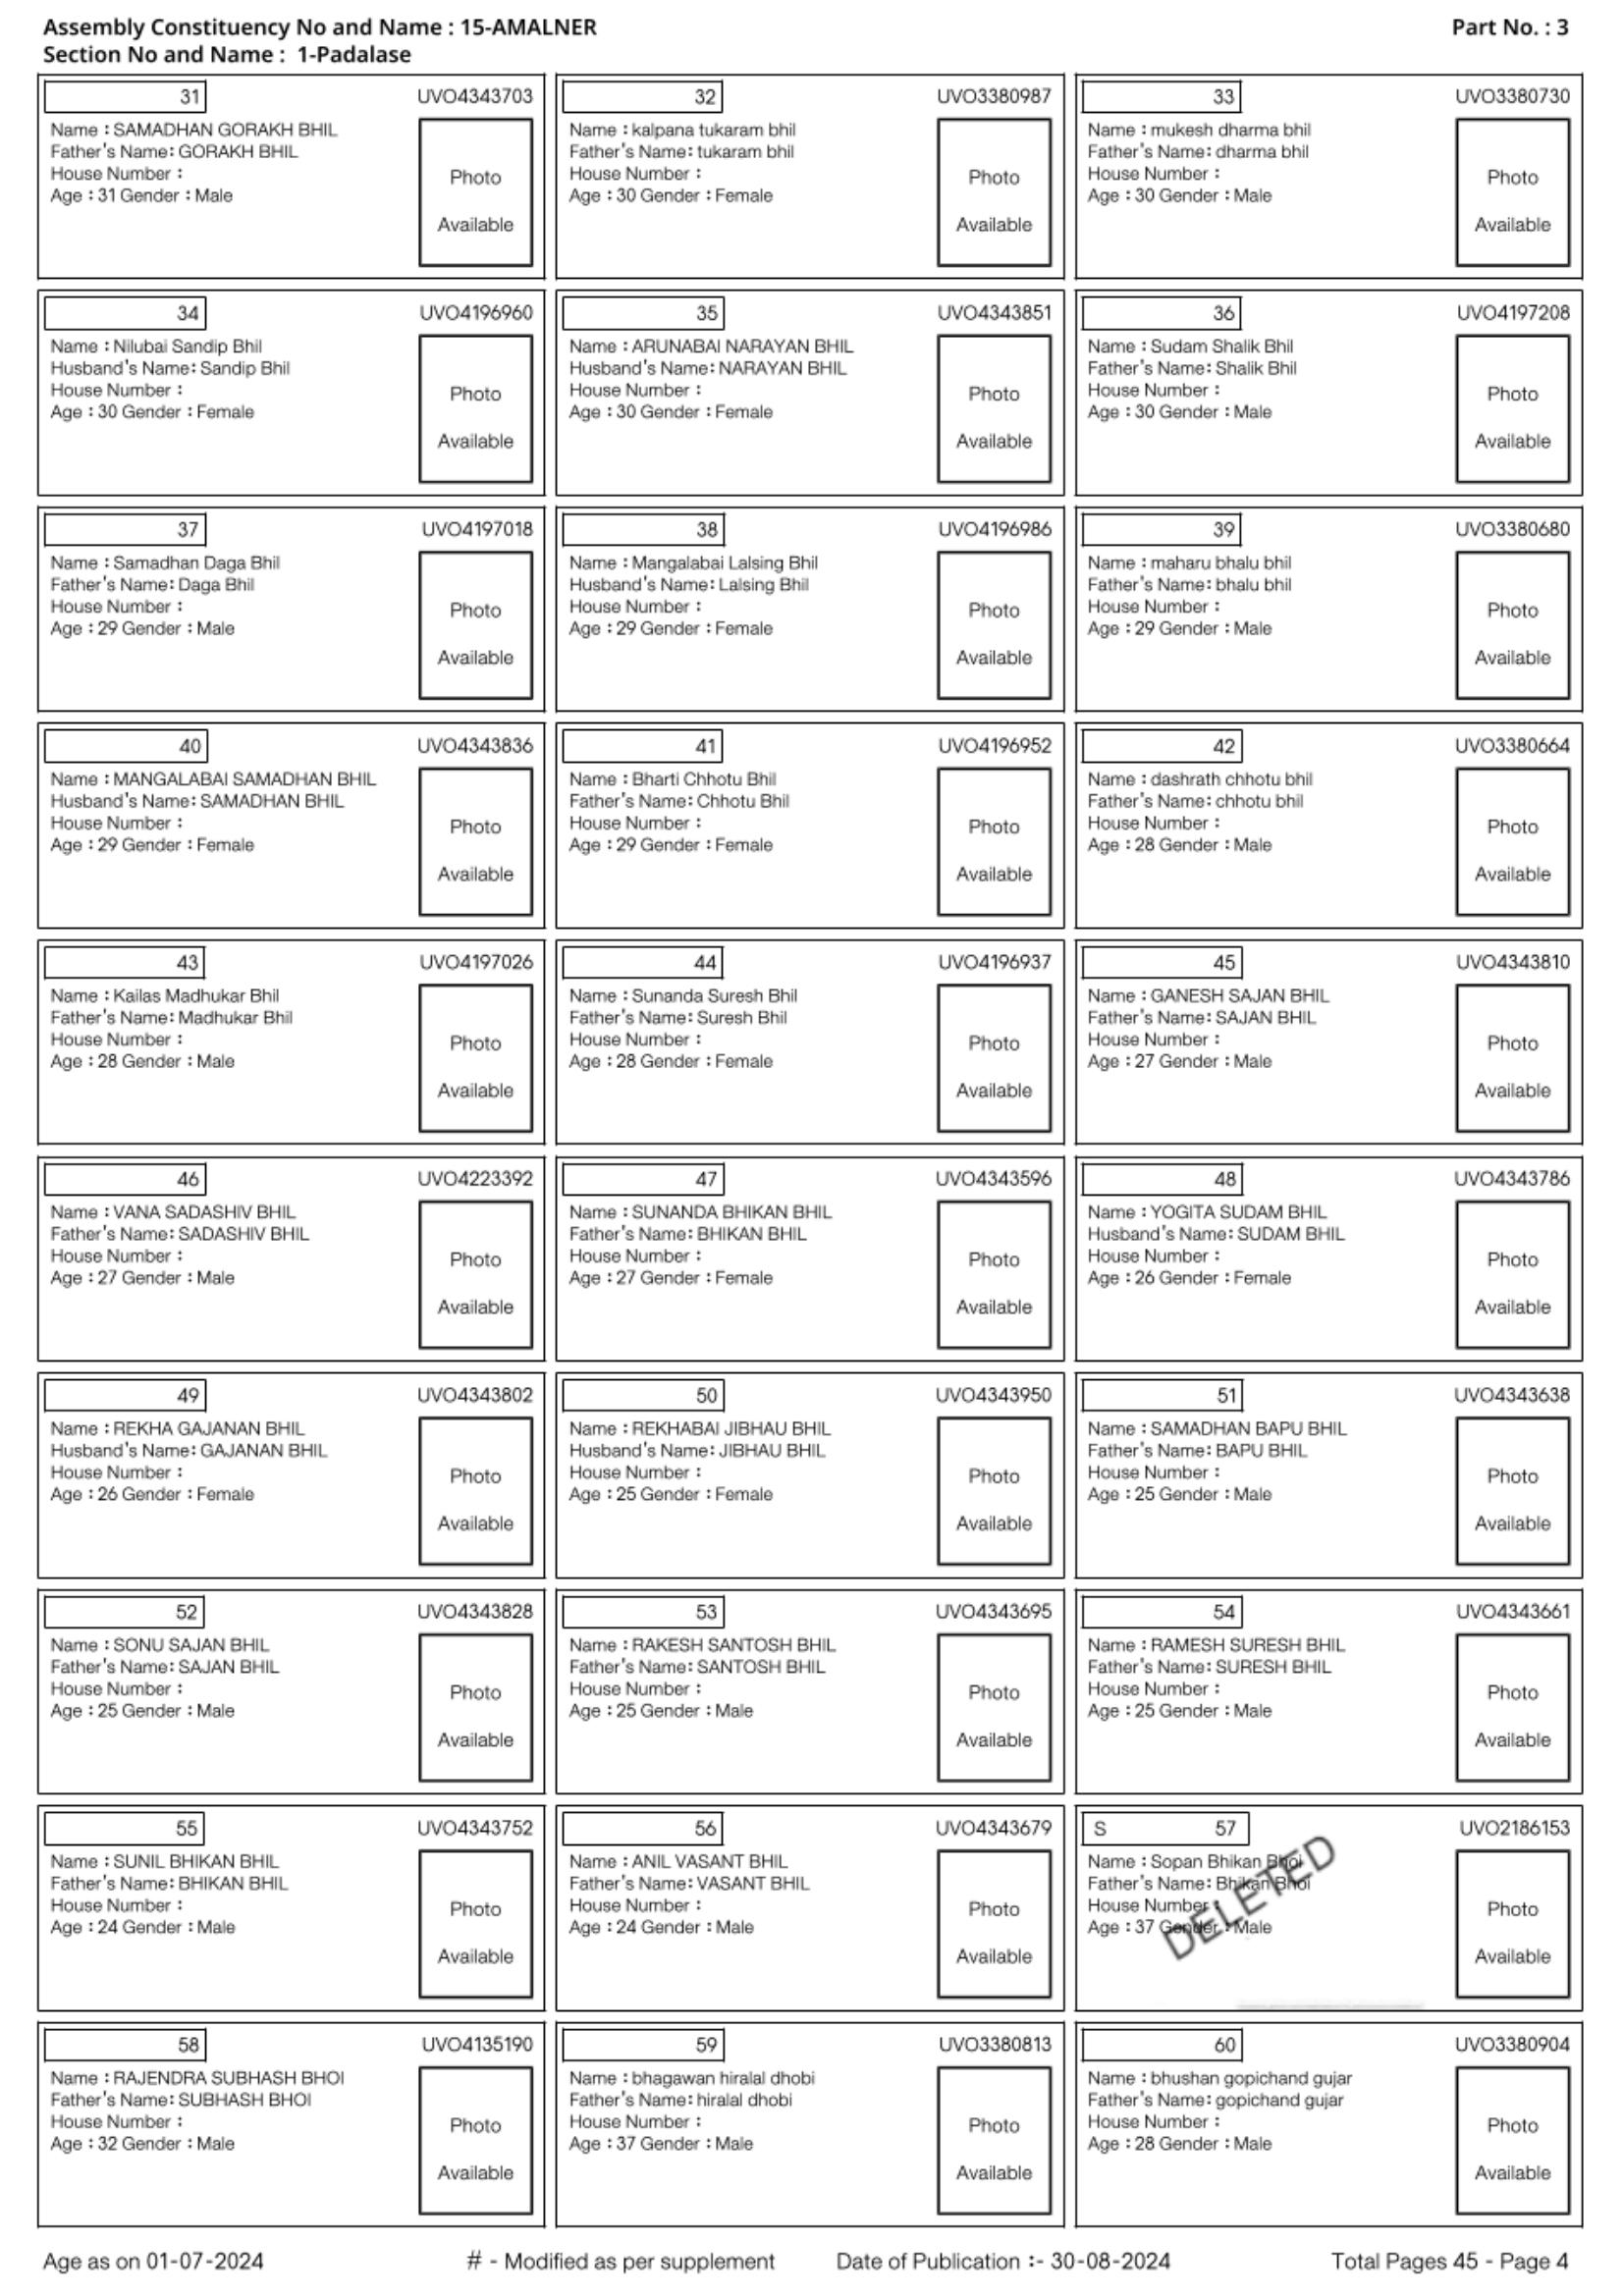 Assembly Constituency No and Name : 15-AMALNER Part No. : 3
Section No and Name : 1-Padalase
31 UVO4343703
Name : SAMADHAN GORAKH BHIL
Father's Name: GORAKH BHIL
House Number :
Age : 31 Gender : Male
Photo
Available
32 UVO3380987
Name : kalpana tukaram bhil
Father's Name: tukaram bhil
House Number :
Age : 30 Gender : Female
Photo
Available
33 UVO3380730
Name : mukesh dharma bhil
Father's Name: dharma bhil
House Number :
Age : 30 Gender : Male
Photo
Available
34 UVO4196960
Name : Nilubai Sandip Bhil
Husband's Name: Sandip Bhil
House Number :
Age : 30 Gender : Female
Photo
Available
35 UVO4343851
Name : ARUNABAI NARAYAN BHIL
Husband's Name: NARAYAN BHIL
House Number :
Age : 30 Gender : Female
Photo
Available
36 UVO4197208
Name : Sudam Shalik Bhil
Father's Name: Shalik Bhil
House Number :
Age : 30 Gender : Male
Photo
Available
37 UVO4197018
Name : Samadhan Daga Bhil
Father's Name: Daga Bhil
House Number :
Age : 29 Gender : Male
Photo
Available
38 UVO4196986
Name : Mangalabai Lalsing Bhil
Husband's Name: Lalsing Bhil
House Number :
Age : 29 Gender : Female
Photo
Available
39 UVO3380680
Name : maharu bhalu bhil
Father's Name: bhalu bhil
House Number :
Age : 29 Gender : Male
Photo
Available
40 UVO4343836
Name : MANGALABAI SAMADHAN BHIL
Husband's Name: SAMADHAN BHIL
House Number :
Age : 29 Gender : Female
Photo
Available
41 UVO4196952
Name : Bharti Chhotu Bhil
Father's Name: Chhotu Bhil
House Number :
Age : 29 Gender : Female
Photo
Available
42 UVO3380664
Name : dashrath chhotu bhil
Father's Name: chhotu bhil
House Number :
Age : 28 Gender : Male
Photo
Available
43 UVO4197026
Name : Kailas Madhukar Bhil
Father's Name: Madhukar Bhil
House Number :
Age : 28 Gender : Male
Photo
Available
44 UVO4196937
Name : Sunanda Suresh Bhil
Father's Name: Suresh Bhil
House Number :
Age : 28 Gender : Female
Photo
Available
45 UVO4343810
Name : GANESH SAJAN BHIL
Father's Name: SAJAN BHIL
House Number :
Age : 27 Gender : Male
Photo
Available
46 UVO4223392
Name : VANA SADASHIV BHIL
Father's Name: SADASHIV BHIL
House Number :
Age : 27 Gender : Male
Photo
Available
47 UVO4343596
Name : SUNANDA BHIKAN BHIL
Father's Name: BHIKAN BHIL
House Number :
Age : 27 Gender : Female
Photo
Available
48 UVO4343786
Name : YOGITA SUDAM BHIL
Husband's Name: SUDAM BHIL
House Number :
Age : 26 Gender : Female
Photo
Available
49 UVO4343802
Name : REKHA GAJANAN BHIL
Husband's Name: GAJANAN BHIL
House Number :
Age : 26 Gender : Female
Photo
Available
50 UVO4343950
Name : REKHABAI JIBHAU BHIL
Husband's Name: JIBHAU BHIL
House Number :
Age : 25 Gender : Female
Photo
Available
51 UVO4343638
Name : SAMADHAN BAPU BHIL
Father's Name: BAPU BHIL
House Number :
Age : 25 Gender : Male
Photo
Available
52 UVO4343828
Name : SONU SAJAN BHIL
Father's Name: SAJAN BHIL
House Number :
Age : 25 Gender : Male
Photo
Available
53 UVO4343695
Name : RAKESH SANTOSH BHIL
Father's Name: SANTOSH BHIL
House Number :
Age : 25 Gender : Male
Photo
Available
54 UVO4343661
Name : RAMESH SURESH BHIL
Father's Name: SURESH BHIL
House Number :
Age : 25 Gender : Male
Photo
Available
55 UVO4343752
Name : SUNIL BHIKAN BHIL
Father's Name: BHIKAN BHIL
House Number :
Age : 24 Gender : Male
Photo
Available
56 UVO4343679
Name : ANIL VASANT BHIL
Father's Name: VASANT BHIL
House Number :
Age : 24 Gender : Male
Photo
Available
S 57 UVO2186153
Name : Sopan Bhikan Bhoi
Father's Name: Bhikan Bhoi
House Number :
Age : 37 Gender : Male
DELETED
Photo
Available
58 UVO4135190
Name : RAJENDRA SUBHASH BHOI
Father's Name: SUBHASH BHOI
House Number :
Age : 32 Gender : Male
Photo
Available
59 UVO3380813
Name : bhagawan hiralal dhobi
Father's Name: hiralal dhobi
House Number :
Age : 37 Gender : Male
Photo
Available
60 UVO3380904
Name : bhushan gopichand gujar
Father's Name: gopichand gujar
House Number :
Age : 28 Gender : Male
Photo
Available
Age as on 01-07-2024 # - Modified as per supplement Date of Publication :- 30-08-2024 Total Pages 45 - Page 4